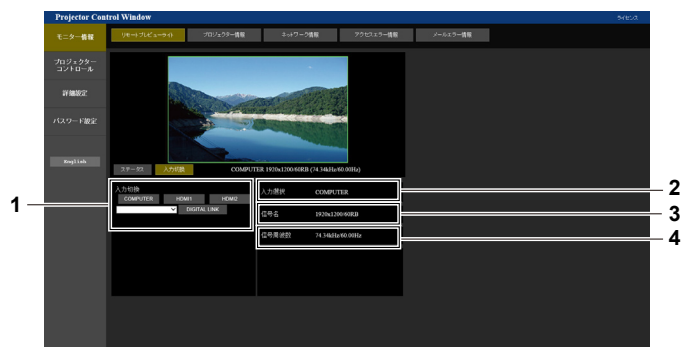 Projector Control Window
ライセンス
モニター情報
リモートプレビューライト
プロジェクター情報
ネットワーク情報
アクセスエラー情報
メールエラー情報
プロジェクター
コントロール
詳細設定
パスワード設定
English
ステータス
入力切換
COMPUTER 1920x1200/60RB (74.34kHz/60.00Hz)
入力切換
COMPUTER
HDMI1
HDMI2
DIGITAL LINK
入力選択
COMPUTER
信号名
1920x1200/60RB
信号周波数
74.34kHz/60.00Hz
1
2
3
4